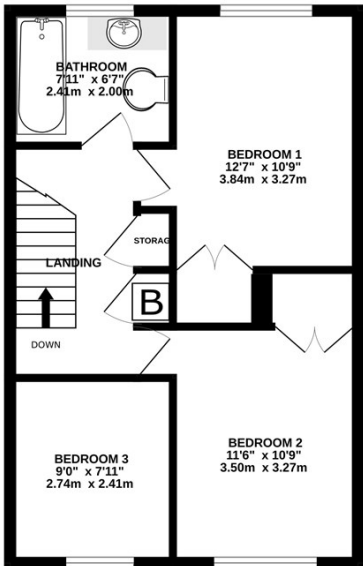 BATHROOM
7'11" x 6'7"
2.41m x 2.00m
BEDROOM 1
12'7" x 10'9"
3.84m x 3.27m
STORAG
LANDING
B
DOWN
BEDROOM 3
9'0" x 7'11"
2.74m x 2.41m
BEDROOM 2
11'6" x 10'9"
3.50m x 3.27m